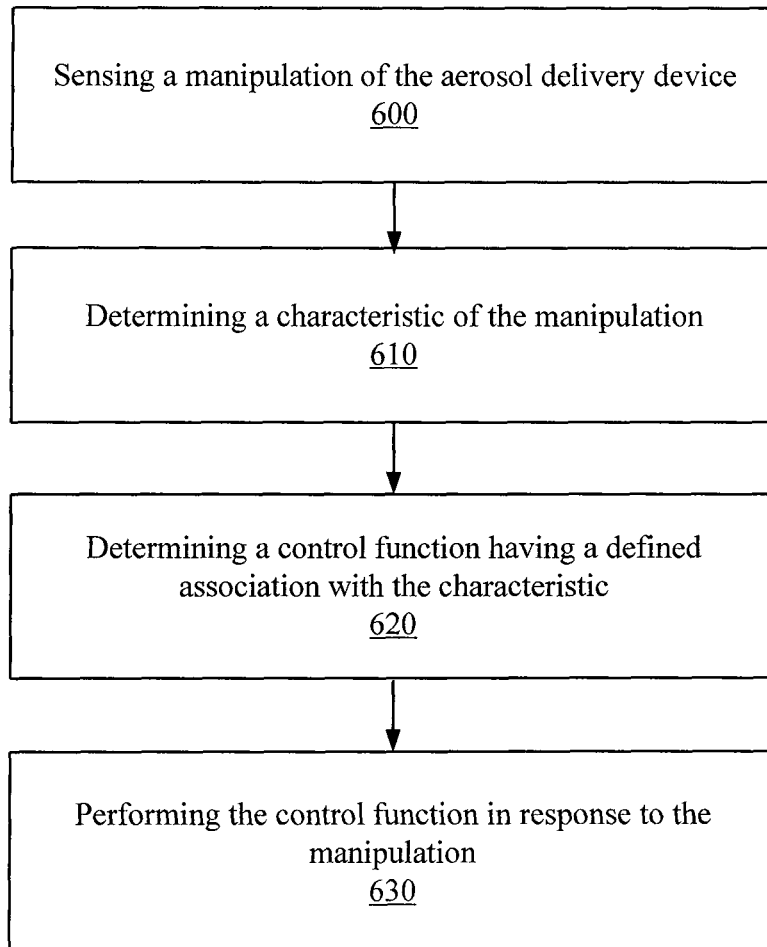 Sensing a manipulation of the aerosol delivery device
600
Determining a characteristic of the manipulation
610
Determining a control function having a defined
association with the characteristic
620
Performing the control function in response to the
manipulation
630